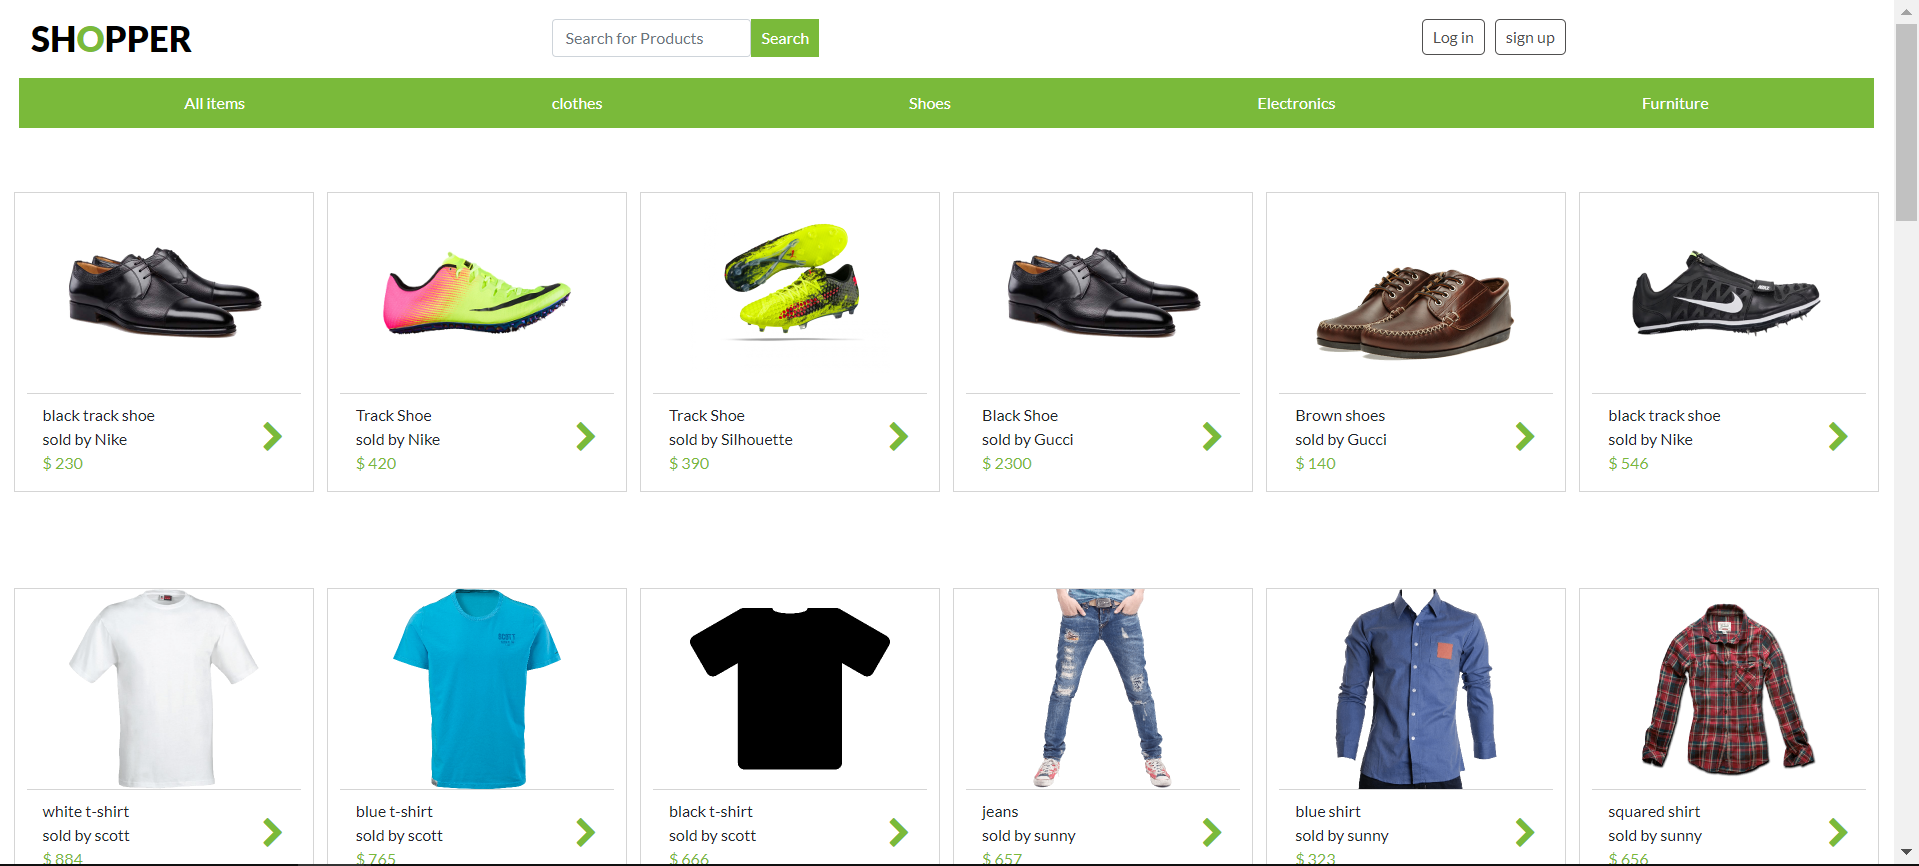 SHOPPER
Search for Products
Search
Log in
sign up
All items
clothes
Shoes
Electronics
Furniture
black track shoe
sold by Nike
$ 230
Track Shoe
sold by Nike
$ 420
Track Shoe
sold by Silhouette
$ 390
Black Shoe
sold by Gucci
$ 2300
Brown shoes
sold by Gucci
$ 140
black track shoe
sold by Nike
$ 546
SCOTT
white t-shirt
sold by scott
$ 884
blue t-shirt
sold by scott
$ 765
black t-shirt
sold by scott
$ 666
jeans
sold by sunny
$ 657
blue shirt
sold by sunny
$ 323
squared shirt
sold by sunny
$ 656